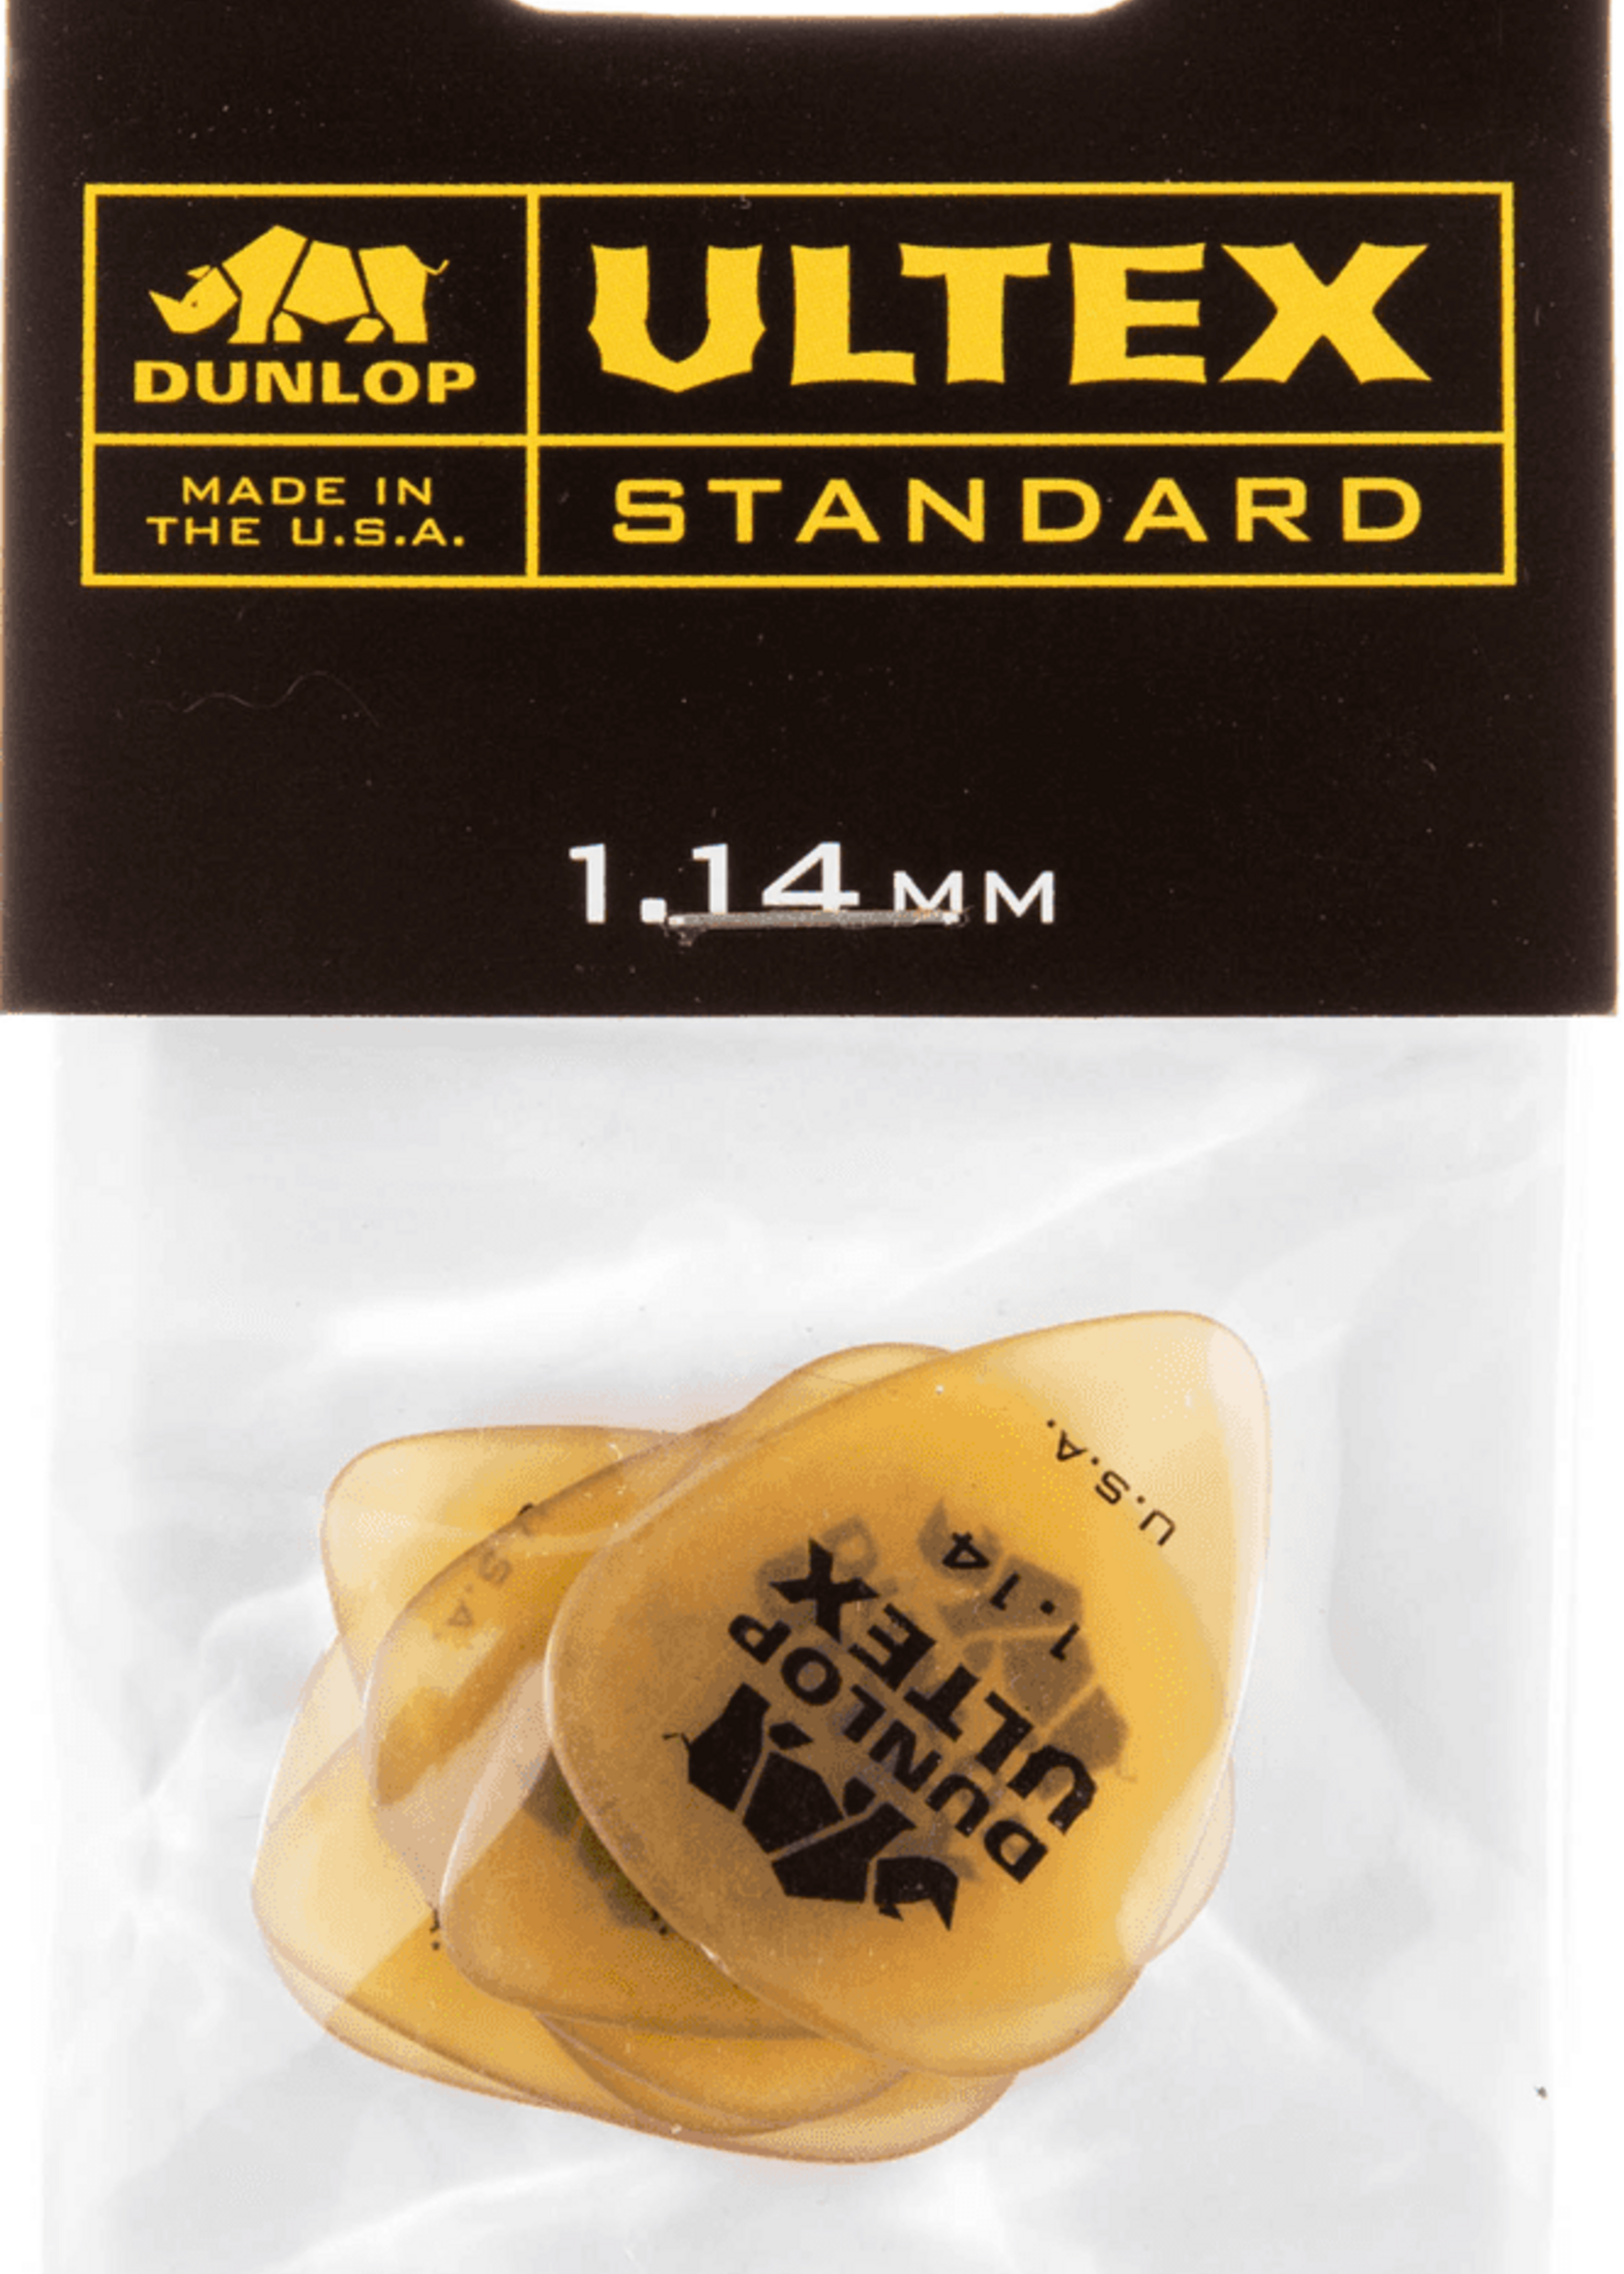 DUNLOP
ULTEX
MADE IN
THE U.S.A.
STANDARD
1.14 MM
U.S.A.
1.14
ULTEX
DUNLOP
S.A